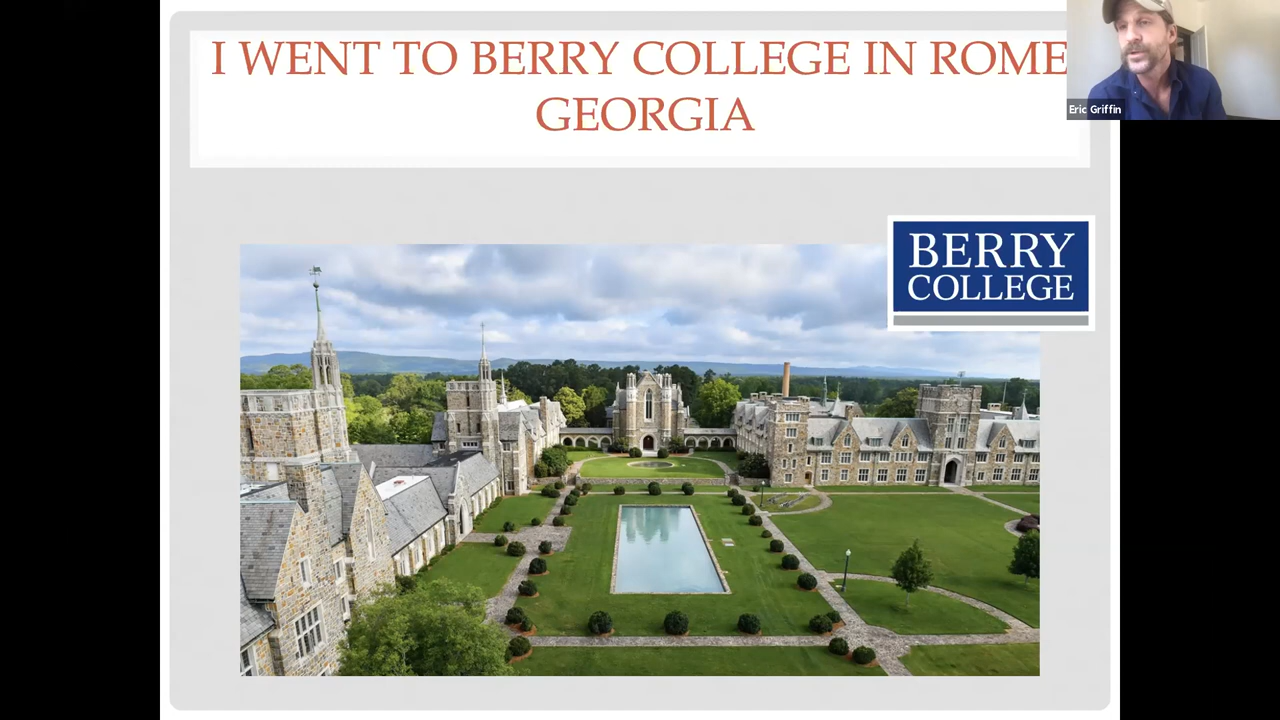 I WENT TO BERRY COLLEGE IN ROME
GEORGIA
Eric Griffin
BERRY
COLLEGE